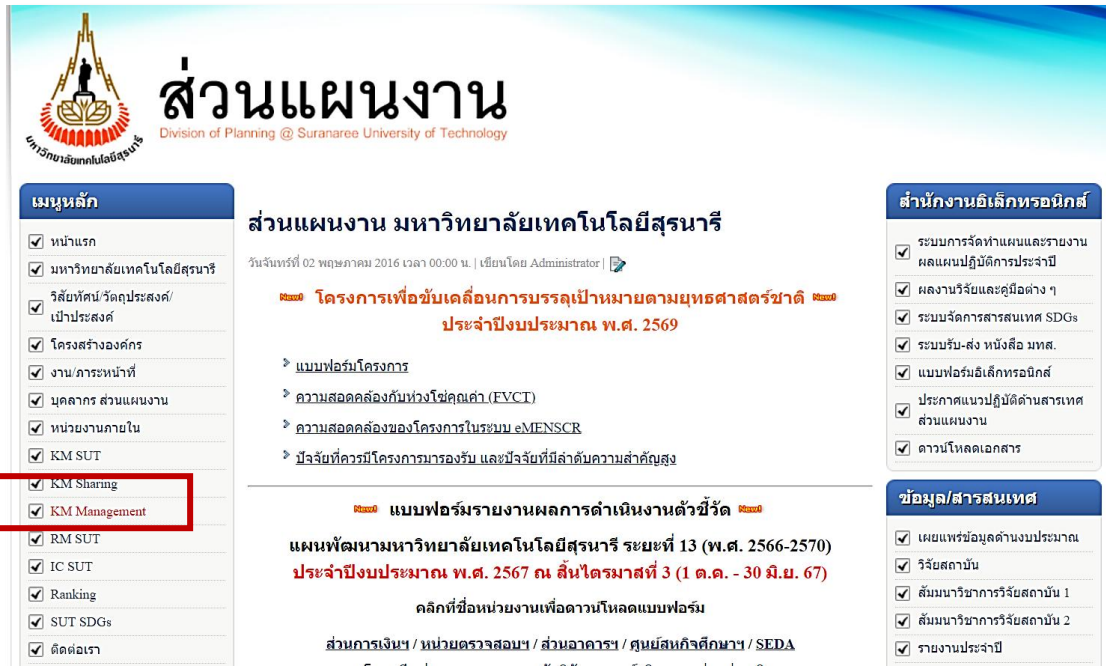 ส่วนแผนงาน
Division of Planning @ Suranaree University of Technology
มหาวิทยาลัยเทคโนโลยีสุรนารี
เมนูหลัก
หน้าแรก
มหาวิทยาลัยเทคโนโลยีสุรนารี
วิสัยทัศน์/วัตถุประสงค์/
เป้าประสงค์
โครงสร้างองค์กร
งาน/ภาระหน้าที่
บุคลากร ส่วนแผนงาน
หน่วยงานภายใน
KM SUT
KM Sharing
KM Management
RM SUT
IC SUT
Ranking
SUT SDGs
ติดต่อเรา
ส่วนแผนงาน มหาวิทยาลัยเทคโนโลยีสุรนารี
วันจันทร์ที่ 02 พฤษภาคม 2016 เวลา 00:00 น. | เขียนโดย Administrator |
New! โครงการเพื่อขับเคลื่อนการบรรลุเป้าหมายตามยุทธศาสตร์ชาติ New!
ประจำปีงบประมาณ พ.ศ. 2569
แบบฟอร์มโครงการ
ความสอดคล้องกับห่วงโซ่คุณค่า (FVCT)
ความสอดคล้องของโครงการในระบบ eMENSCR
ปัจจัยที่ควรมีโครงการมารองรับ และปัจจัยที่มีลำดับความสำคัญสูง
New! แบบฟอร์มรายงานผลการดำเนินงานตัวชี้วัด New!
แผนพัฒนามหาวิทยาลัยเทคโนโลยีสุรนารี ระยะที่ 13 (พ.ศ. 2566-2570)
ประจำปีงบประมาณ พ.ศ. 2567 ณ สิ้นไตรมาสที่ 3 (1 ต.ค. - 30 มิ.ย. 67)
คลิกที่ชื่อหน่วยงานเพื่อดาวน์โหลดแบบฟอร์ม
ส่วนการเงินฯ / หน่วยตรวจสอบฯ / ส่วนอาคารฯ / ศูนย์สหกิจศึกษาฯ / SEDA
สำนักงานอิเล็กทรอนิกส์
ระบบการจัดทำแผนและรายงาน
ผลแผนปฏิบัติการประจำปี
ผลงานวิจัยและคู่มือต่าง ๆ
ระบบจัดการสารสนเทศ SDGs
ระบบรับ-ส่ง หนังสือ มทส.
แบบฟอร์มอิเล็กทรอนิกส์
ประกาศแนวปฏิบัติด้านสารเทศ
ส่วนแผนงาน
ดาวน์โหลดเอกสาร
ข้อมูล/สารสนเทศ
เผยแพร่ข้อมูลด้านงบประมาณ
วิจัยสถาบัน
สัมมนาวิชาการวิจัยสถาบัน 1
สัมมนาวิชาการวิจัยสถาบัน 2
รายงานประจำปี